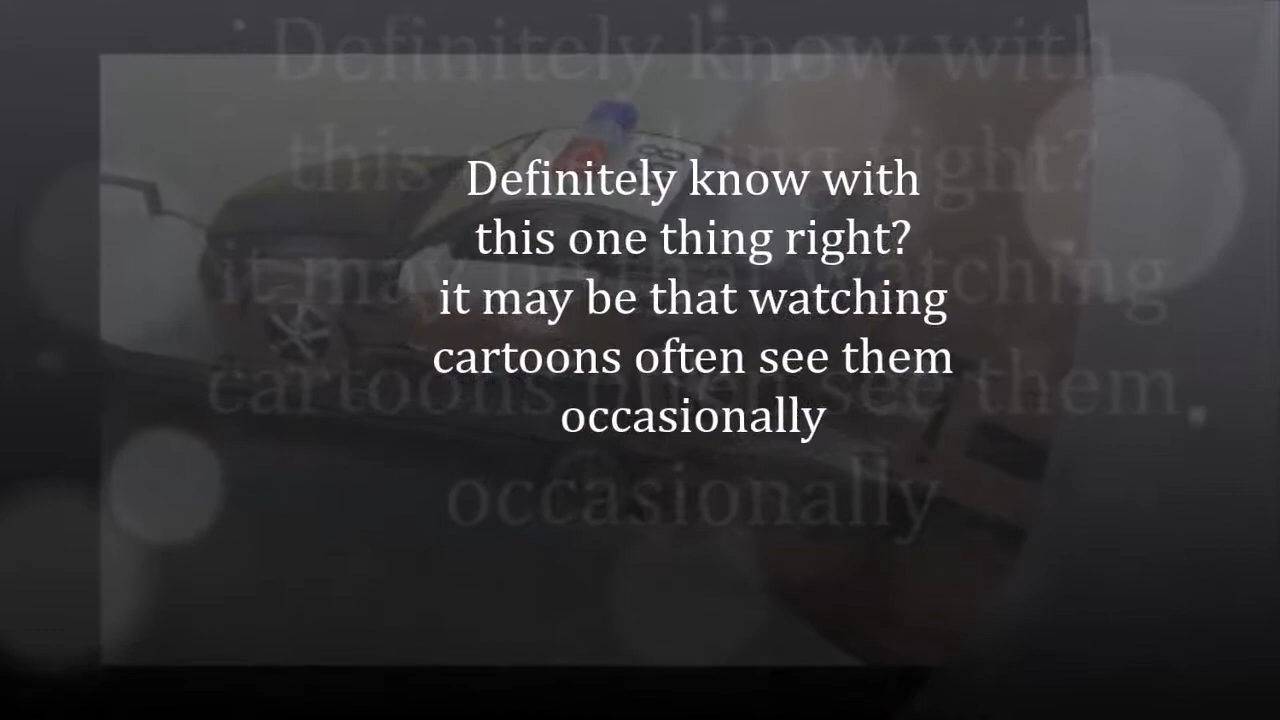 Definitely know with
this one thing right?
it may be that watching
cartoons often see them
occasionally